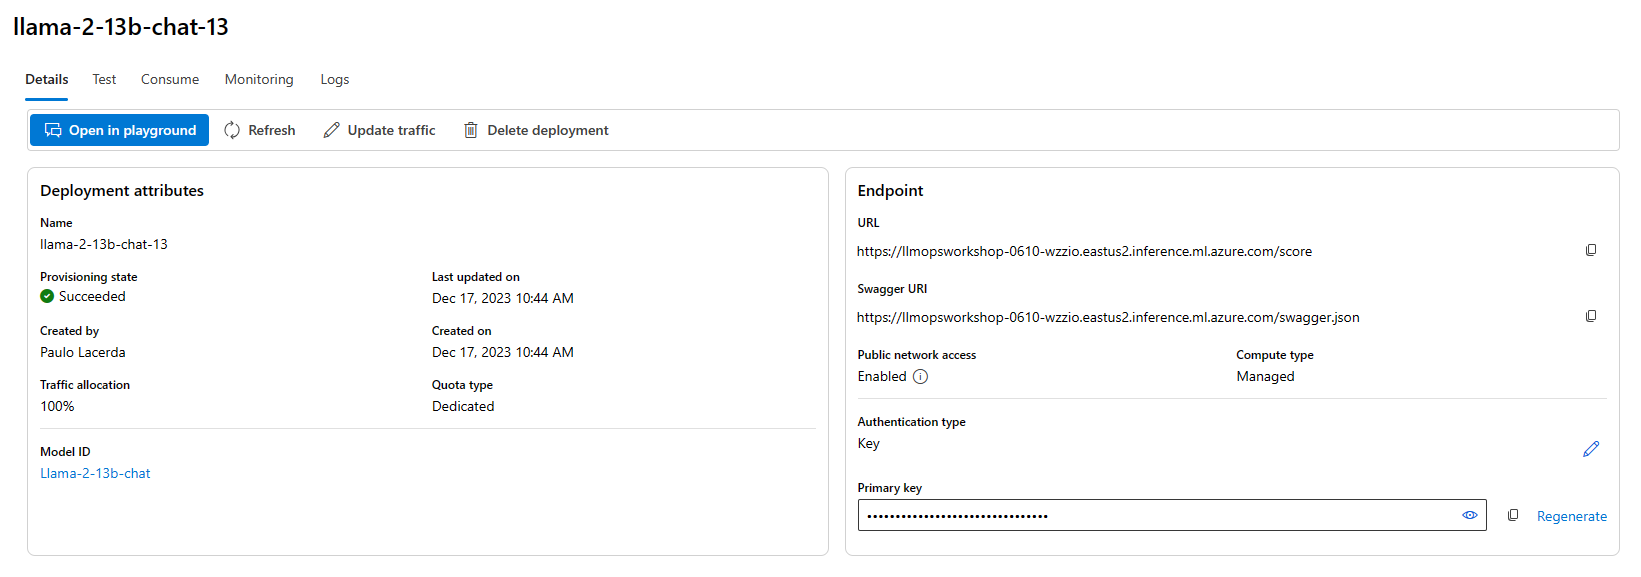 llama-2-13b-chat-13
Details Test Consume Monitoring Logs
Open in playground Refresh Update traffic Delete deployment
Deployment attributes
Name
llama-2-13b-chat-13
Provisioning state Last updated on
Succeeded Dec 17, 2023 10:44 AM
Created by Created on
Paulo Lacerda Dec 17, 2023 10:44 AM
Traffic allocation Quota type
100% Dedicated
Model ID
Llama-2-13b-chat
Endpoint
URL
https://llmopsworkshop-0610-wzzio.eastus2.inference.ml.azure.com/score
Swagger URI
https://llmopsworkshop-0610-wzzio.eastus2.inference.ml.azure.com/swagger.json
Public network access Compute type
Enabled Managed
Authentication type
Key
Primary key
•••••••••••••••••••••••••••••••• Regenerate